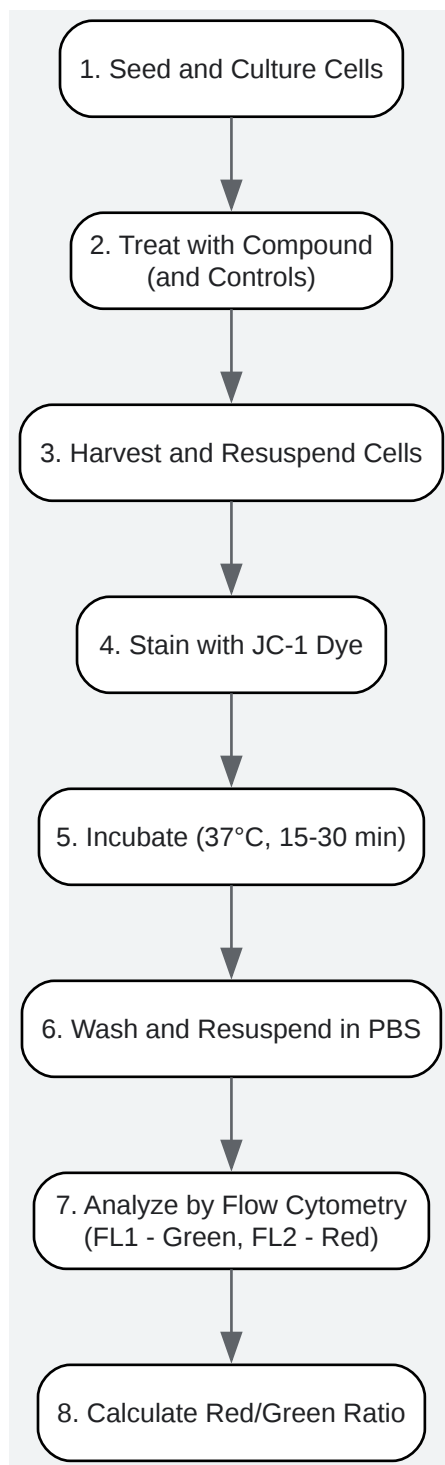 1. Seed and Culture Cells
2. Treat with Compound
(and Controls)
3. Harvest and Resuspend Cells
4. Stain with JC-1 Dye
5. Incubate (37°C, 15-30 min)
6. Wash and Resuspend in PBS
7. Analyze by Flow Cytometry
(FL1 - Green, FL2 - Red)
8. Calculate Red/Green Ratio